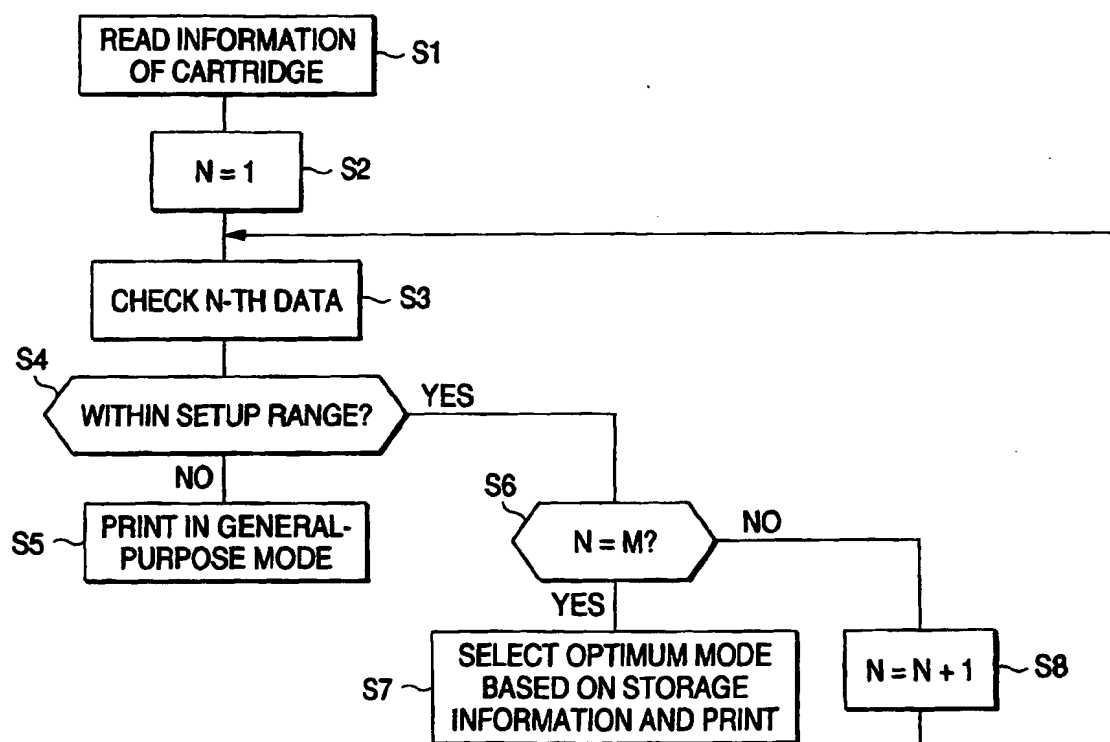 READ INFORMATION
OF CARTRIDGE
S1
N = 1
S2
CHECK N-TH DATA
S3
S4
WITHIN SETUP RANGE?
YES
NO
S5
PRINT IN GENERAL-
PURPOSE MODE
S6
N = M?
NO
YES
S7
SELECT OPTIMUM MODE
BASED ON STORAGE
INFORMATION AND PRINT
N = N + 1
S8